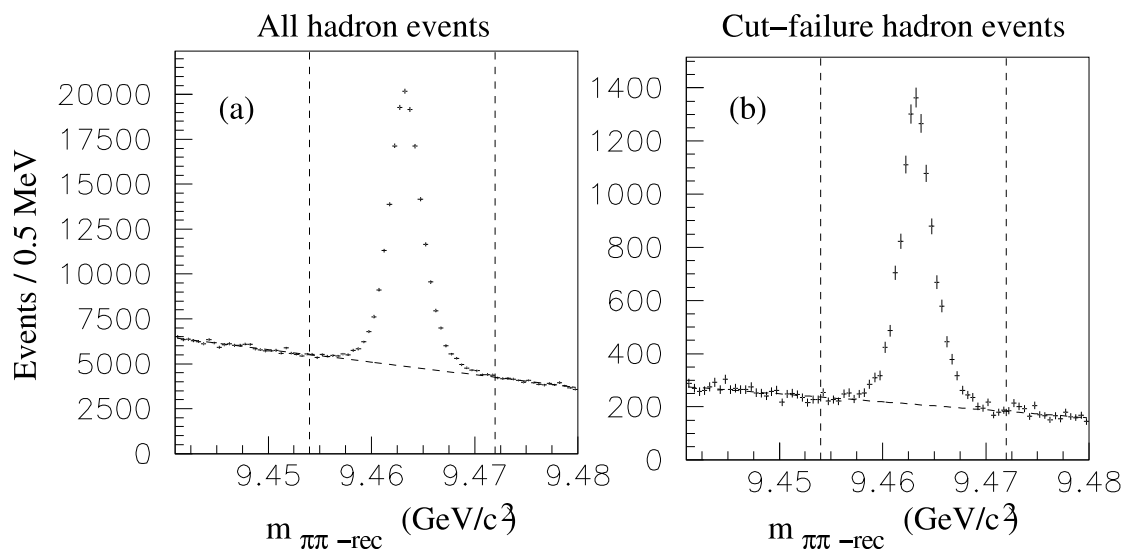 All hadron events
Cut-failure hadron events
(a)
(b)
Events / 0.5 MeV
20000
17500
15000
12500
10000
7500
5000
2500
0
1400
1200
1000
800
600
400
200
0
9.45 9.46 9.47 9.48
9.45 9.46 9.47 9.48
m ππ -rec (GeV/c²)
m ππ -rec (GeV/c²)